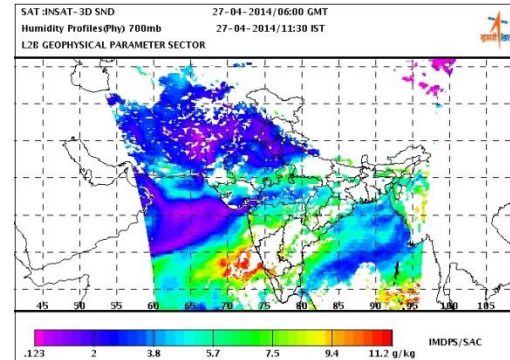 SAT :INSAT-3D SND 27-04-2014/06:00 GMT
Humidity Profiles(Phy) 700mb 27-04-2014/11:30 IST
L2B GEOPHYSICAL PARAMETER SECTOR
45 50 55 60 65 70 75 80 85 90 95 100 105
.123 2 3.8 5.7 7.5 9.4 11.2 g/kg
IMDPS/SAC